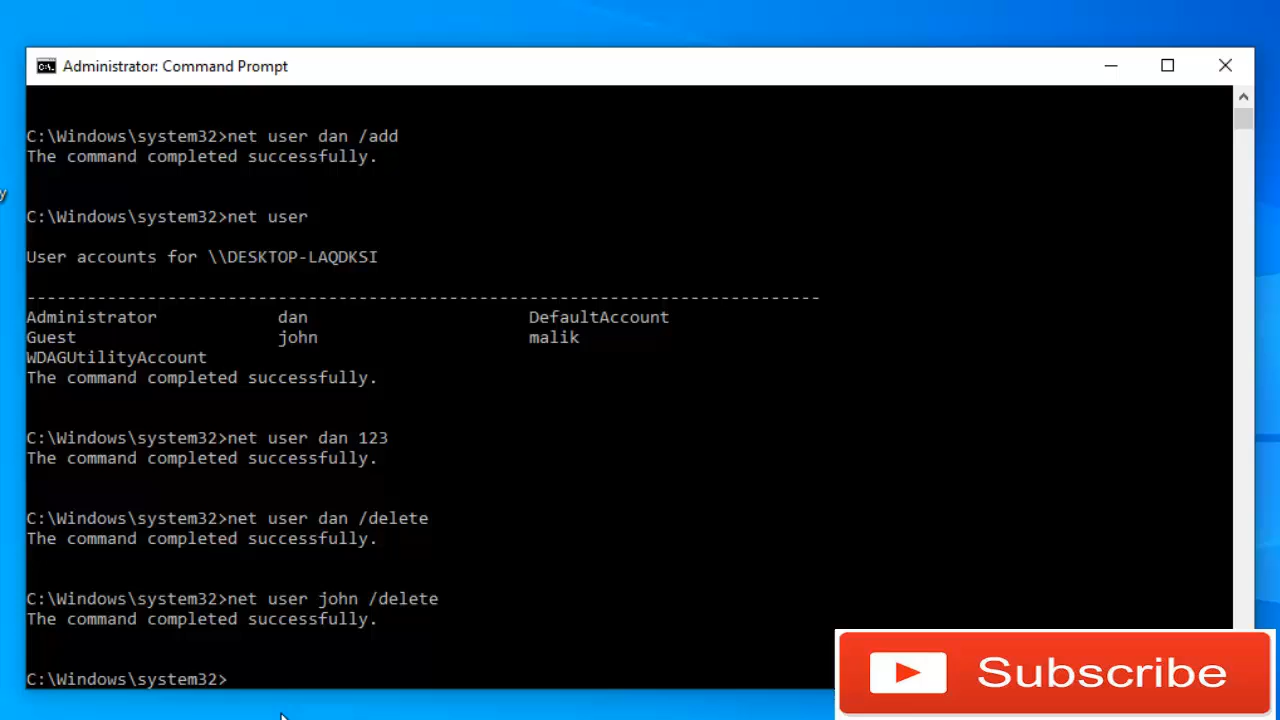 Administrator: Command Prompt
C:\Windows\system32>net user dan /add
The command completed successfully.
y
C:\Windows\system32>net user
User accounts for \\DESKTOP-LAQDKSI
-------------------------------------------------------------------------------
Administrator dan DefaultAccount
Guest john malik
WDAGUtilityAccount
The command completed successfully.
C:\Windows\system32>net user dan 123
The command completed successfully.
C:\Windows\system32>net user dan /delete
The command completed successfully.
C:\Windows\system32>net user john /delete
The command completed successfully.
C:\Windows\system32>
Subscribe